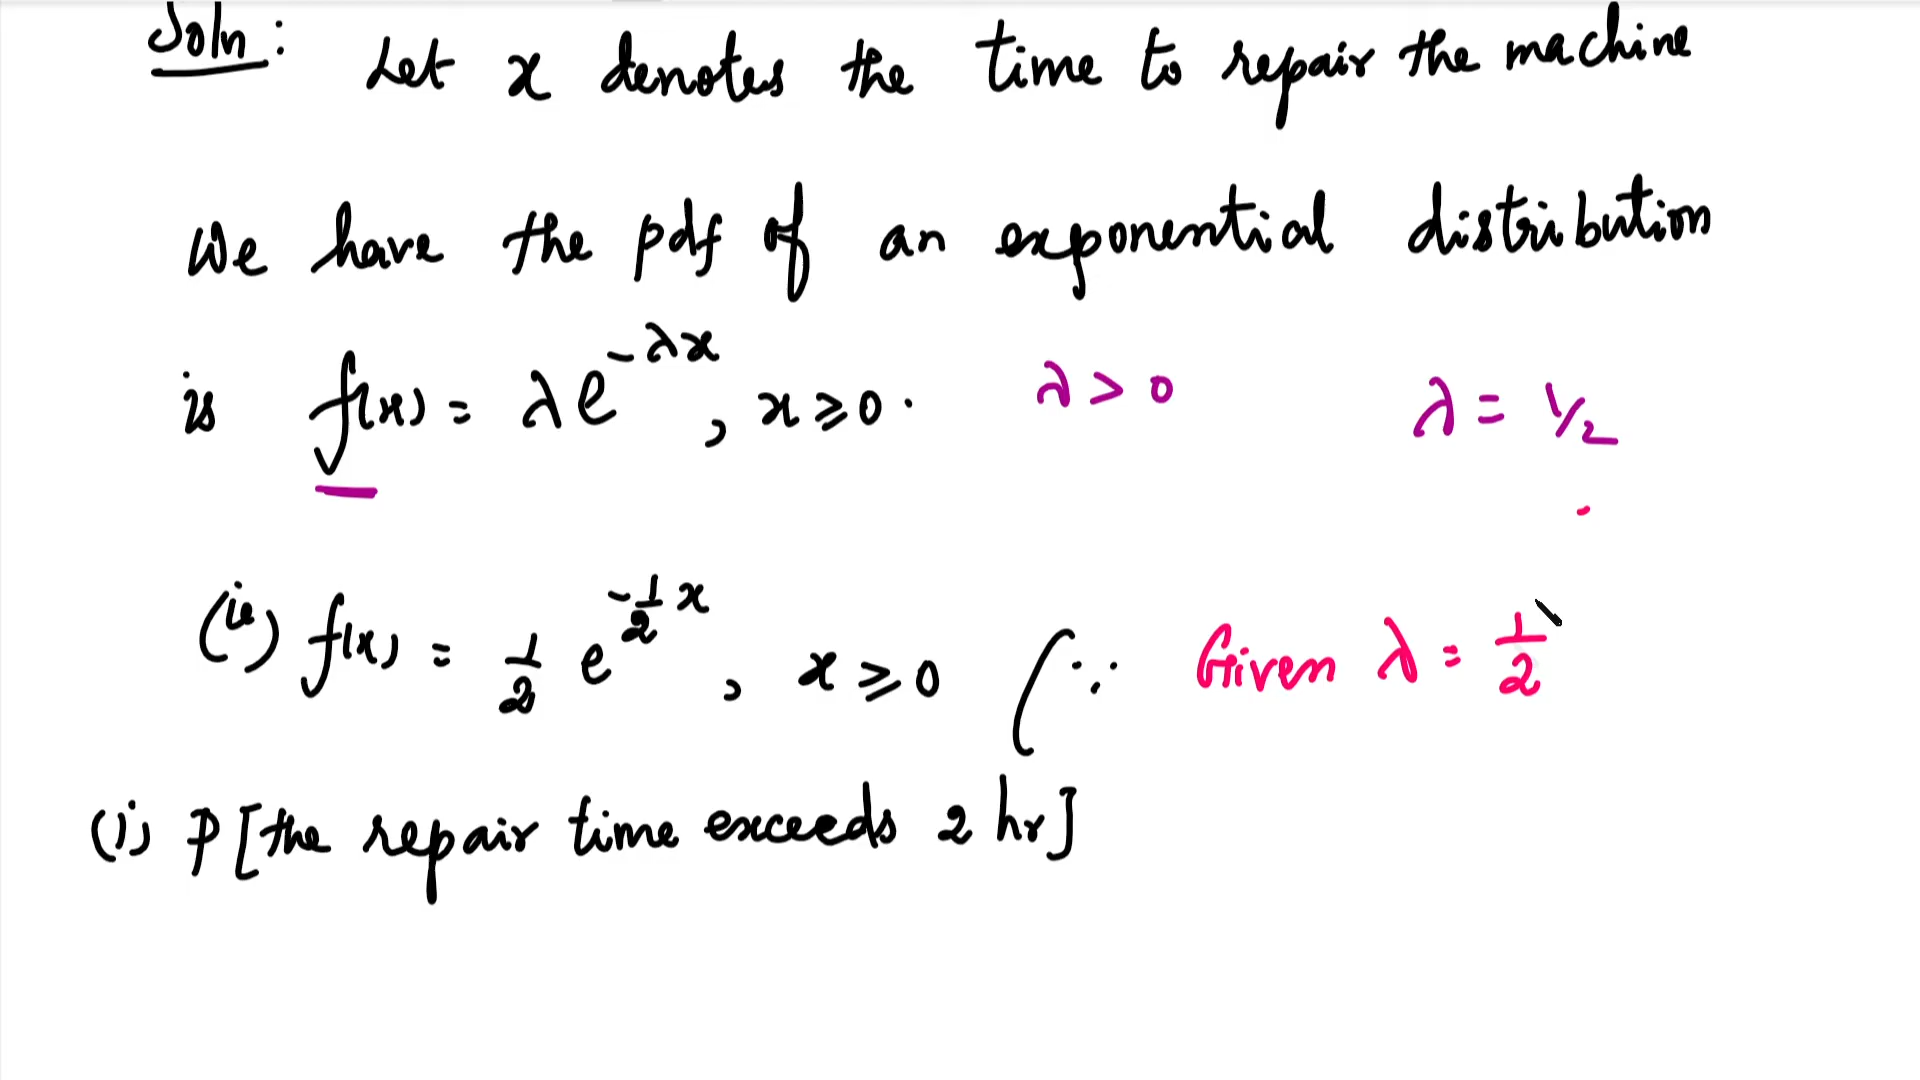 Soln: Let x denotes the time to repair the machine
We have the pdf of an exponential distribution
is f(x) = λe^{-λx}, x ≥ 0. λ > 0 λ = 1/2
(ie) f(x) = 1/2 e^{-1/2 x}, x ≥ 0 (∵ Given λ = 1/2
(i) P[the repair time exceeds 2 hr]